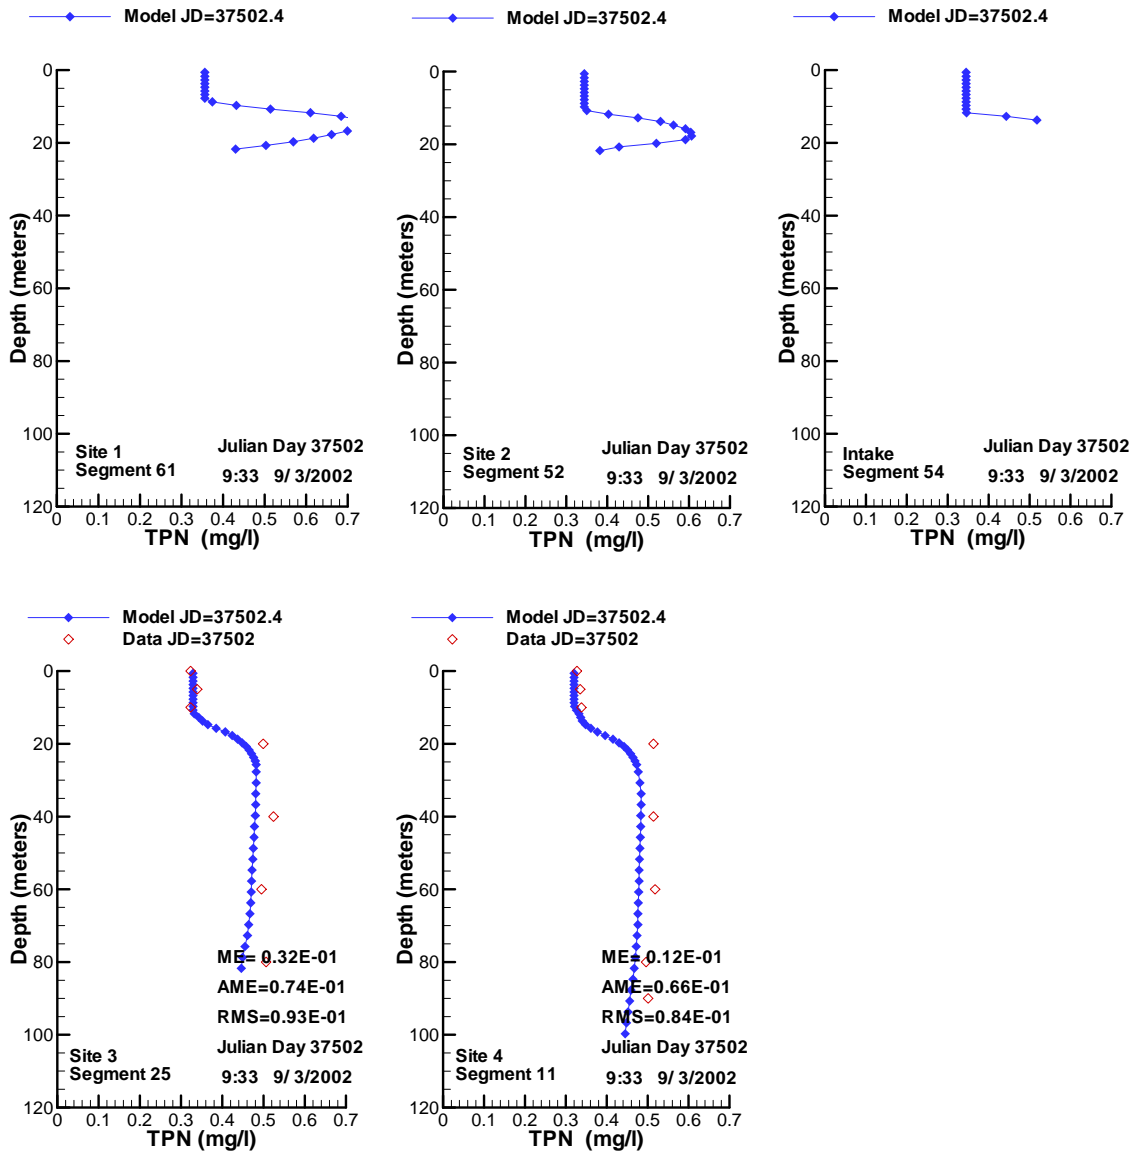 Model JD=37502.4
0
20
40
60
80
100
120
Depth (meters)
Site 1
Segment 61
Julian Day 37502
9:33 9/ 3/2002
0 0.1 0.2 0.3 0.4 0.5 0.6 0.7
TPN (mg/l)
Model JD=37502.4
0
20
40
60
80
100
120
Depth (meters)
Site 2
Segment 52
Julian Day 37502
9:33 9/ 3/2002
0 0.1 0.2 0.3 0.4 0.5 0.6 0.7
TPN (mg/l)
Model JD=37502.4
0
20
40
60
80
100
120
Depth (meters)
Intake
Segment 54
Julian Day 37502
9:33 9/ 3/2002
0 0.1 0.2 0.3 0.4 0.5 0.6 0.7
TPN (mg/l)
Model JD=37502.4
Data JD=37502
0
20
40
60
80
100
120
Depth (meters)
ME= 0.32E-01
AME=0.74E-01
RMS=0.93E-01
Site 3
Segment 25
Julian Day 37502
9:33 9/ 3/2002
0 0.1 0.2 0.3 0.4 0.5 0.6 0.7
TPN (mg/l)
Model JD=37502.4
Data JD=37502
0
20
40
60
80
100
120
Depth (meters)
ME= 0.12E-01
AME=0.66E-01
RMS=0.84E-01
Site 4
Segment 11
Julian Day 37502
9:33 9/ 3/2002
0 0.1 0.2 0.3 0.4 0.5 0.6 0.7
TPN (mg/l)